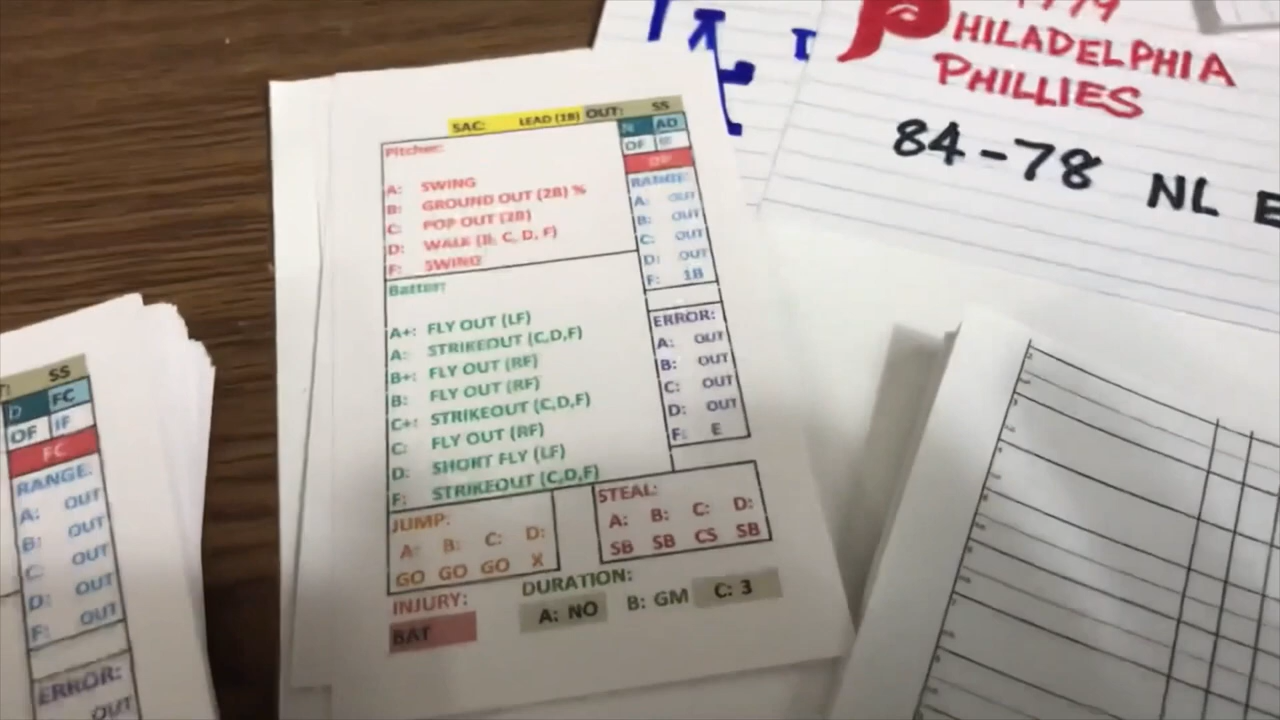 1979
PHILADELPHIA
PHILLIES
84-78 NL E
SAC: LEAD (1B) OUT: SS
N AD
OF IF
DP
Pitcher:
A: SWING
B: GROUND OUT (2B) %
C: POP OUT (2B)
D: WALK (B, C, D, F)
F: SWING
RANGE:
A: OUT
B: OUT
C: OUT
D: OUT
F: 1B
Batter:
A+: FLY OUT (LF)
A: STRIKEOUT (C,D,F)
B+: FLY OUT (RF)
B: FLY OUT (RF)
C+: STRIKEOUT (C,D,F)
C: FLY OUT (RF)
D: SHORT FLY (LF)
F: STRIKEOUT (C,D,F)
ERROR:
A: OUT
B: OUT
C: OUT
D: OUT
F: E
JUMP:
A: B: C: D:
GO GO GO X
STEAL:
A: B: C: D:
SB SB CS SB
INJURY:
BAT
DURATION:
A: NO B: GM C: 3
T: SS
D FC
OF IF
FC
RANGE:
A: OUT
B: OUT
C: OUT
D: OUT
F: OUT
ERROR:
OUT